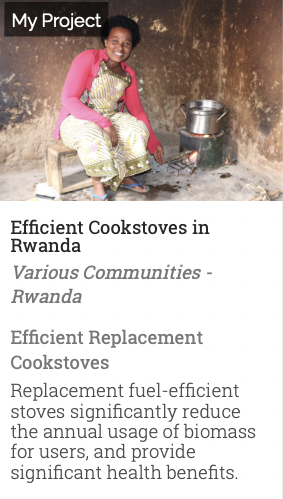 My Project
Efficient Cookstoves in
Rwanda
Various Communities -
Rwanda
Efficient Replacement
Cookstoves
Replacement fuel-efficient
stoves significantly reduce
the annual usage of biomass
for users, and provide
significant health benefits.